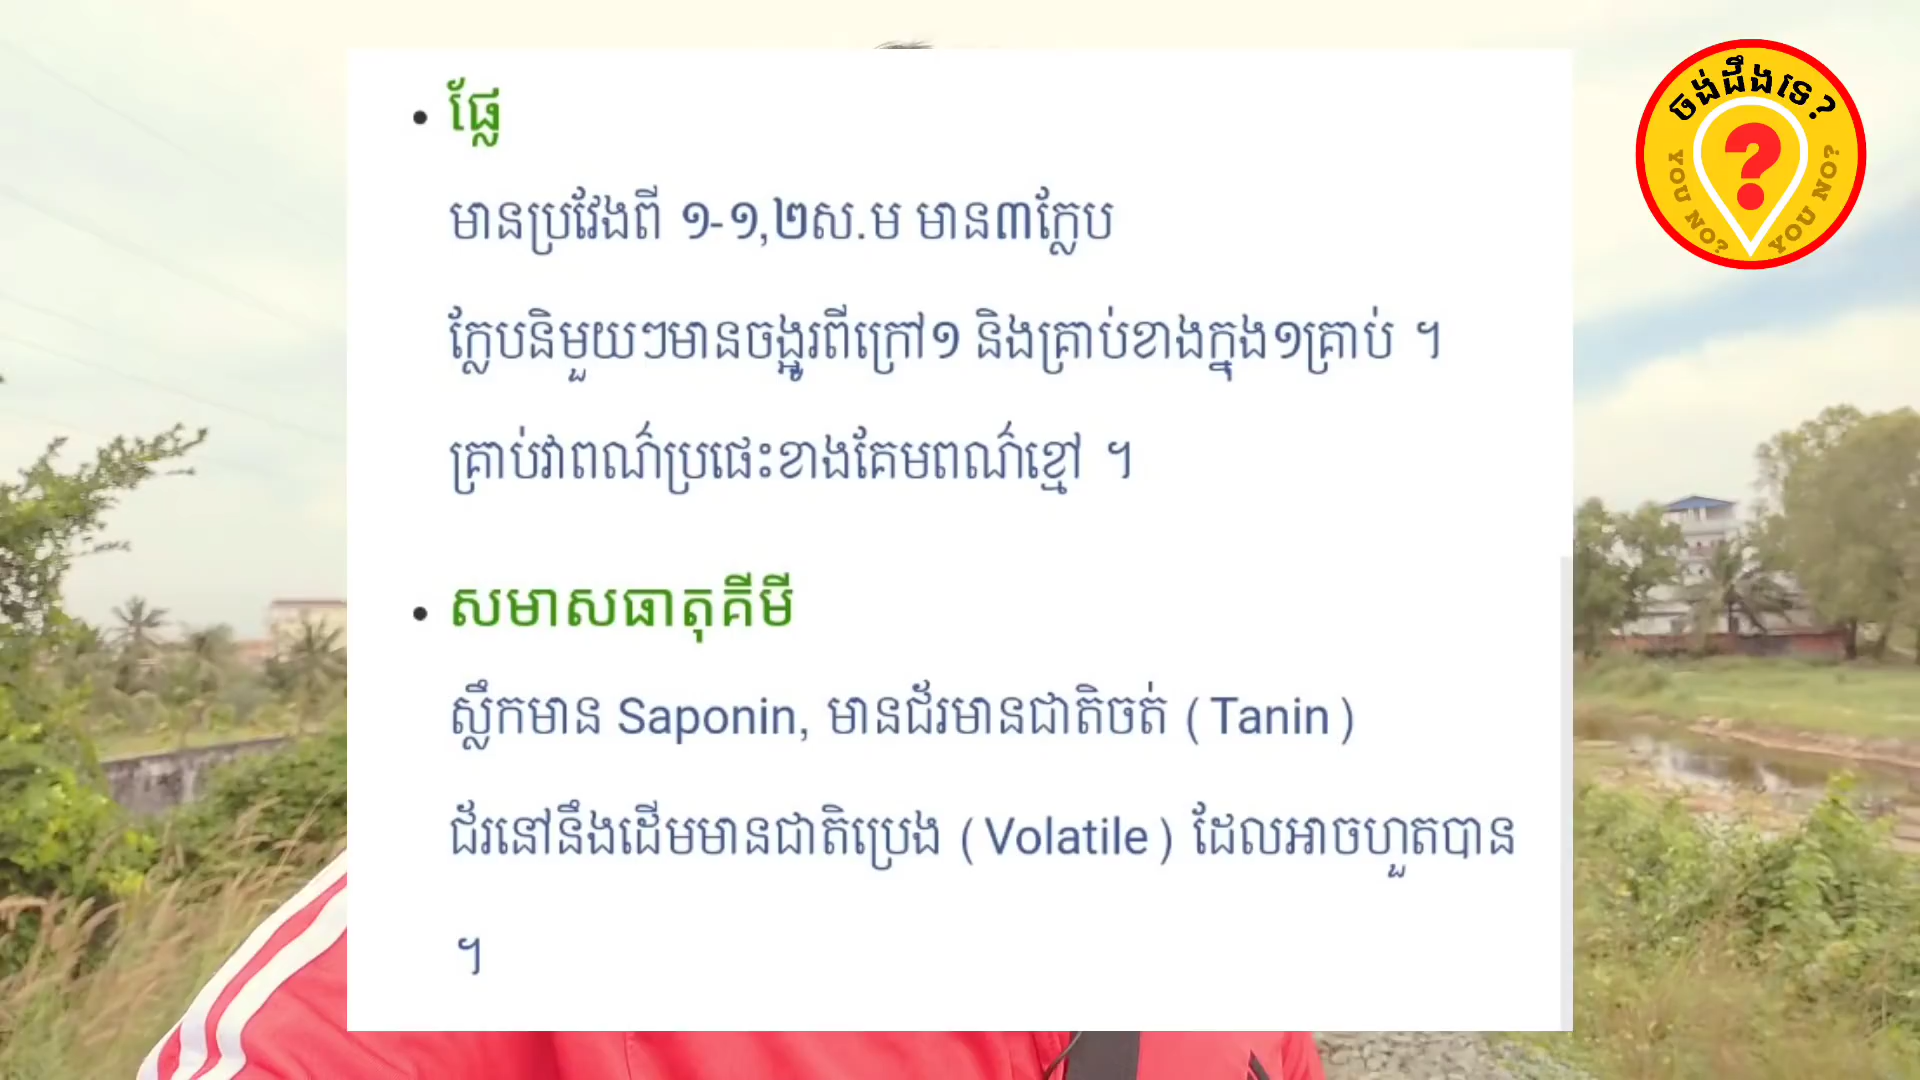 ផ្លែ
មានប្រវែងពី ១-១,២ស.ម មាន៣ក្លែប
ក្លែបនិមួយៗមានចង្អូរពីក្រៅ១ និងគ្រាប់ខាងក្នុង១គ្រាប់ ។
គ្រាប់វាពណ៌ប្រផេះខាងគែមពណ៌ខ្មៅ ។
សមាសធាតុគីមី
ស្លឹកមាន Saponin, មានជ័រមានជាតិចត់ (Tanin)
ជ័រនៅនឹងដើមមានជាតិប្រេង (Volatile) ដែលអាចហួតបាន
។
ចង់ដឹងទេ?
YOU NO? YOU NO?